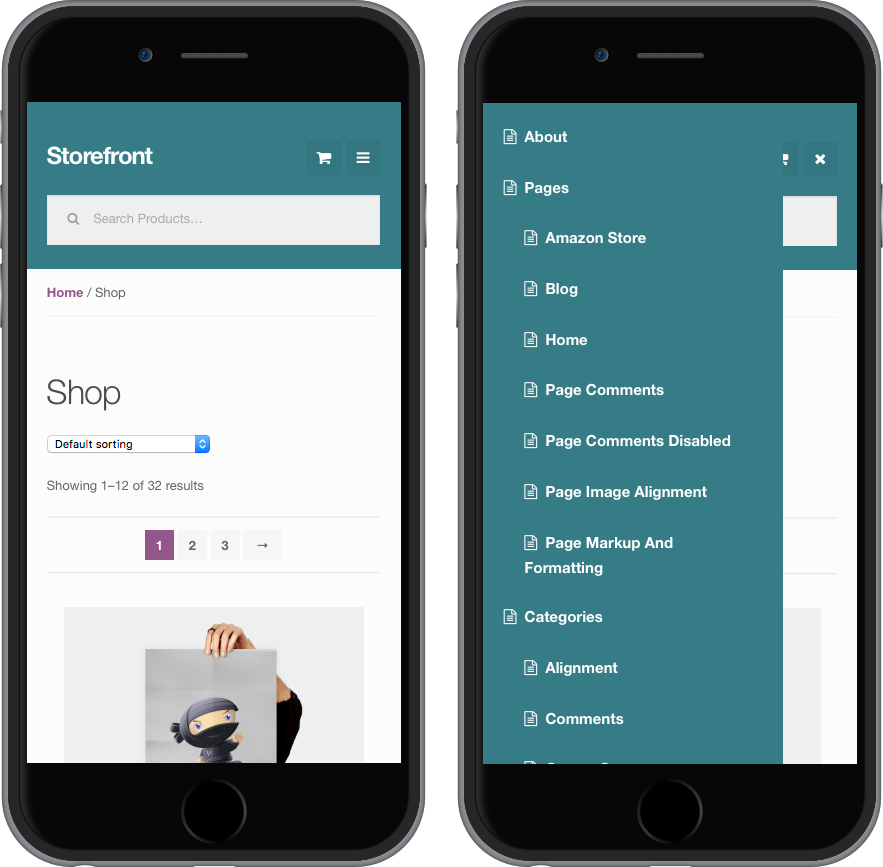 Storefront
Search Products...
Home / Shop
Shop
Default sorting
Showing 1–12 of 32 results
1 2 3 →
About
Pages
Amazon Store
Blog
Home
Page Comments
Page Comments Disabled
Page Image Alignment
Page Markup And
Formatting
Categories
Alignment
Comments